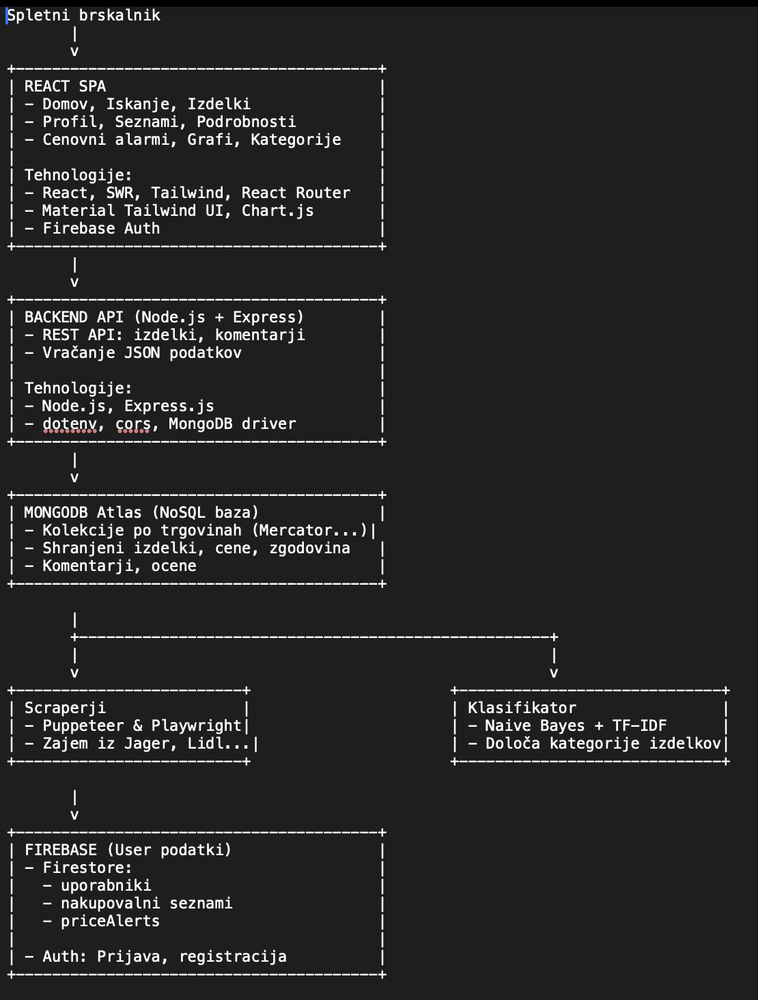 Spletni brskalnik
|
v
+----------------------------------------+
| REACT SPA |
| - Domov, Iskanje, Izdelki |
| - Profil, Seznami, Podrobnosti |
| - Cenovni alarmi, Grafi, Kategorije |
| |
| Tehnologije: |
| - React, SWR, Tailwind, React Router |
| - Material Tailwind UI, Chart.js |
| - Firebase Auth |
+----------------------------------------+
|
v
+----------------------------------------+
| BACKEND API (Node.js + Express) |
| - REST API: izdelki, komentarji |
| - Vračanje JSON podatkov |
| |
| Tehnologije: |
| - Node.js, Express.js |
| - dotenv, cors, MongoDB driver |
+----------------------------------------+
|
v
+----------------------------------------+
| MONGODB Atlas (NoSQL baza) |
| - Kolekcije po trgovinah (Mercator...)|
| - Shranjeni izdelki, cene, zgodovina |
| - Komentarji, ocene |
+----------------------------------------+
|
+----------------------------------------------------+
| |
v v
+-------------------------+ +-----------------------------+
| Scraperji | | Klasifikator |
| - Puppeteer & Playwright| | - Naive Bayes + TF-IDF |
| - Zajem iz Jager, Lidl...| | - Določa kategorije izdelkov|
+-------------------------+ +-----------------------------+
|
v
+----------------------------------------+
| FIREBASE (User podatki) |
| - Firestore: |
| - uporabniki |
| - nakupovalni seznami |
| - priceAlerts |
| |
| - Auth: Prijava, registracija |
+----------------------------------------+